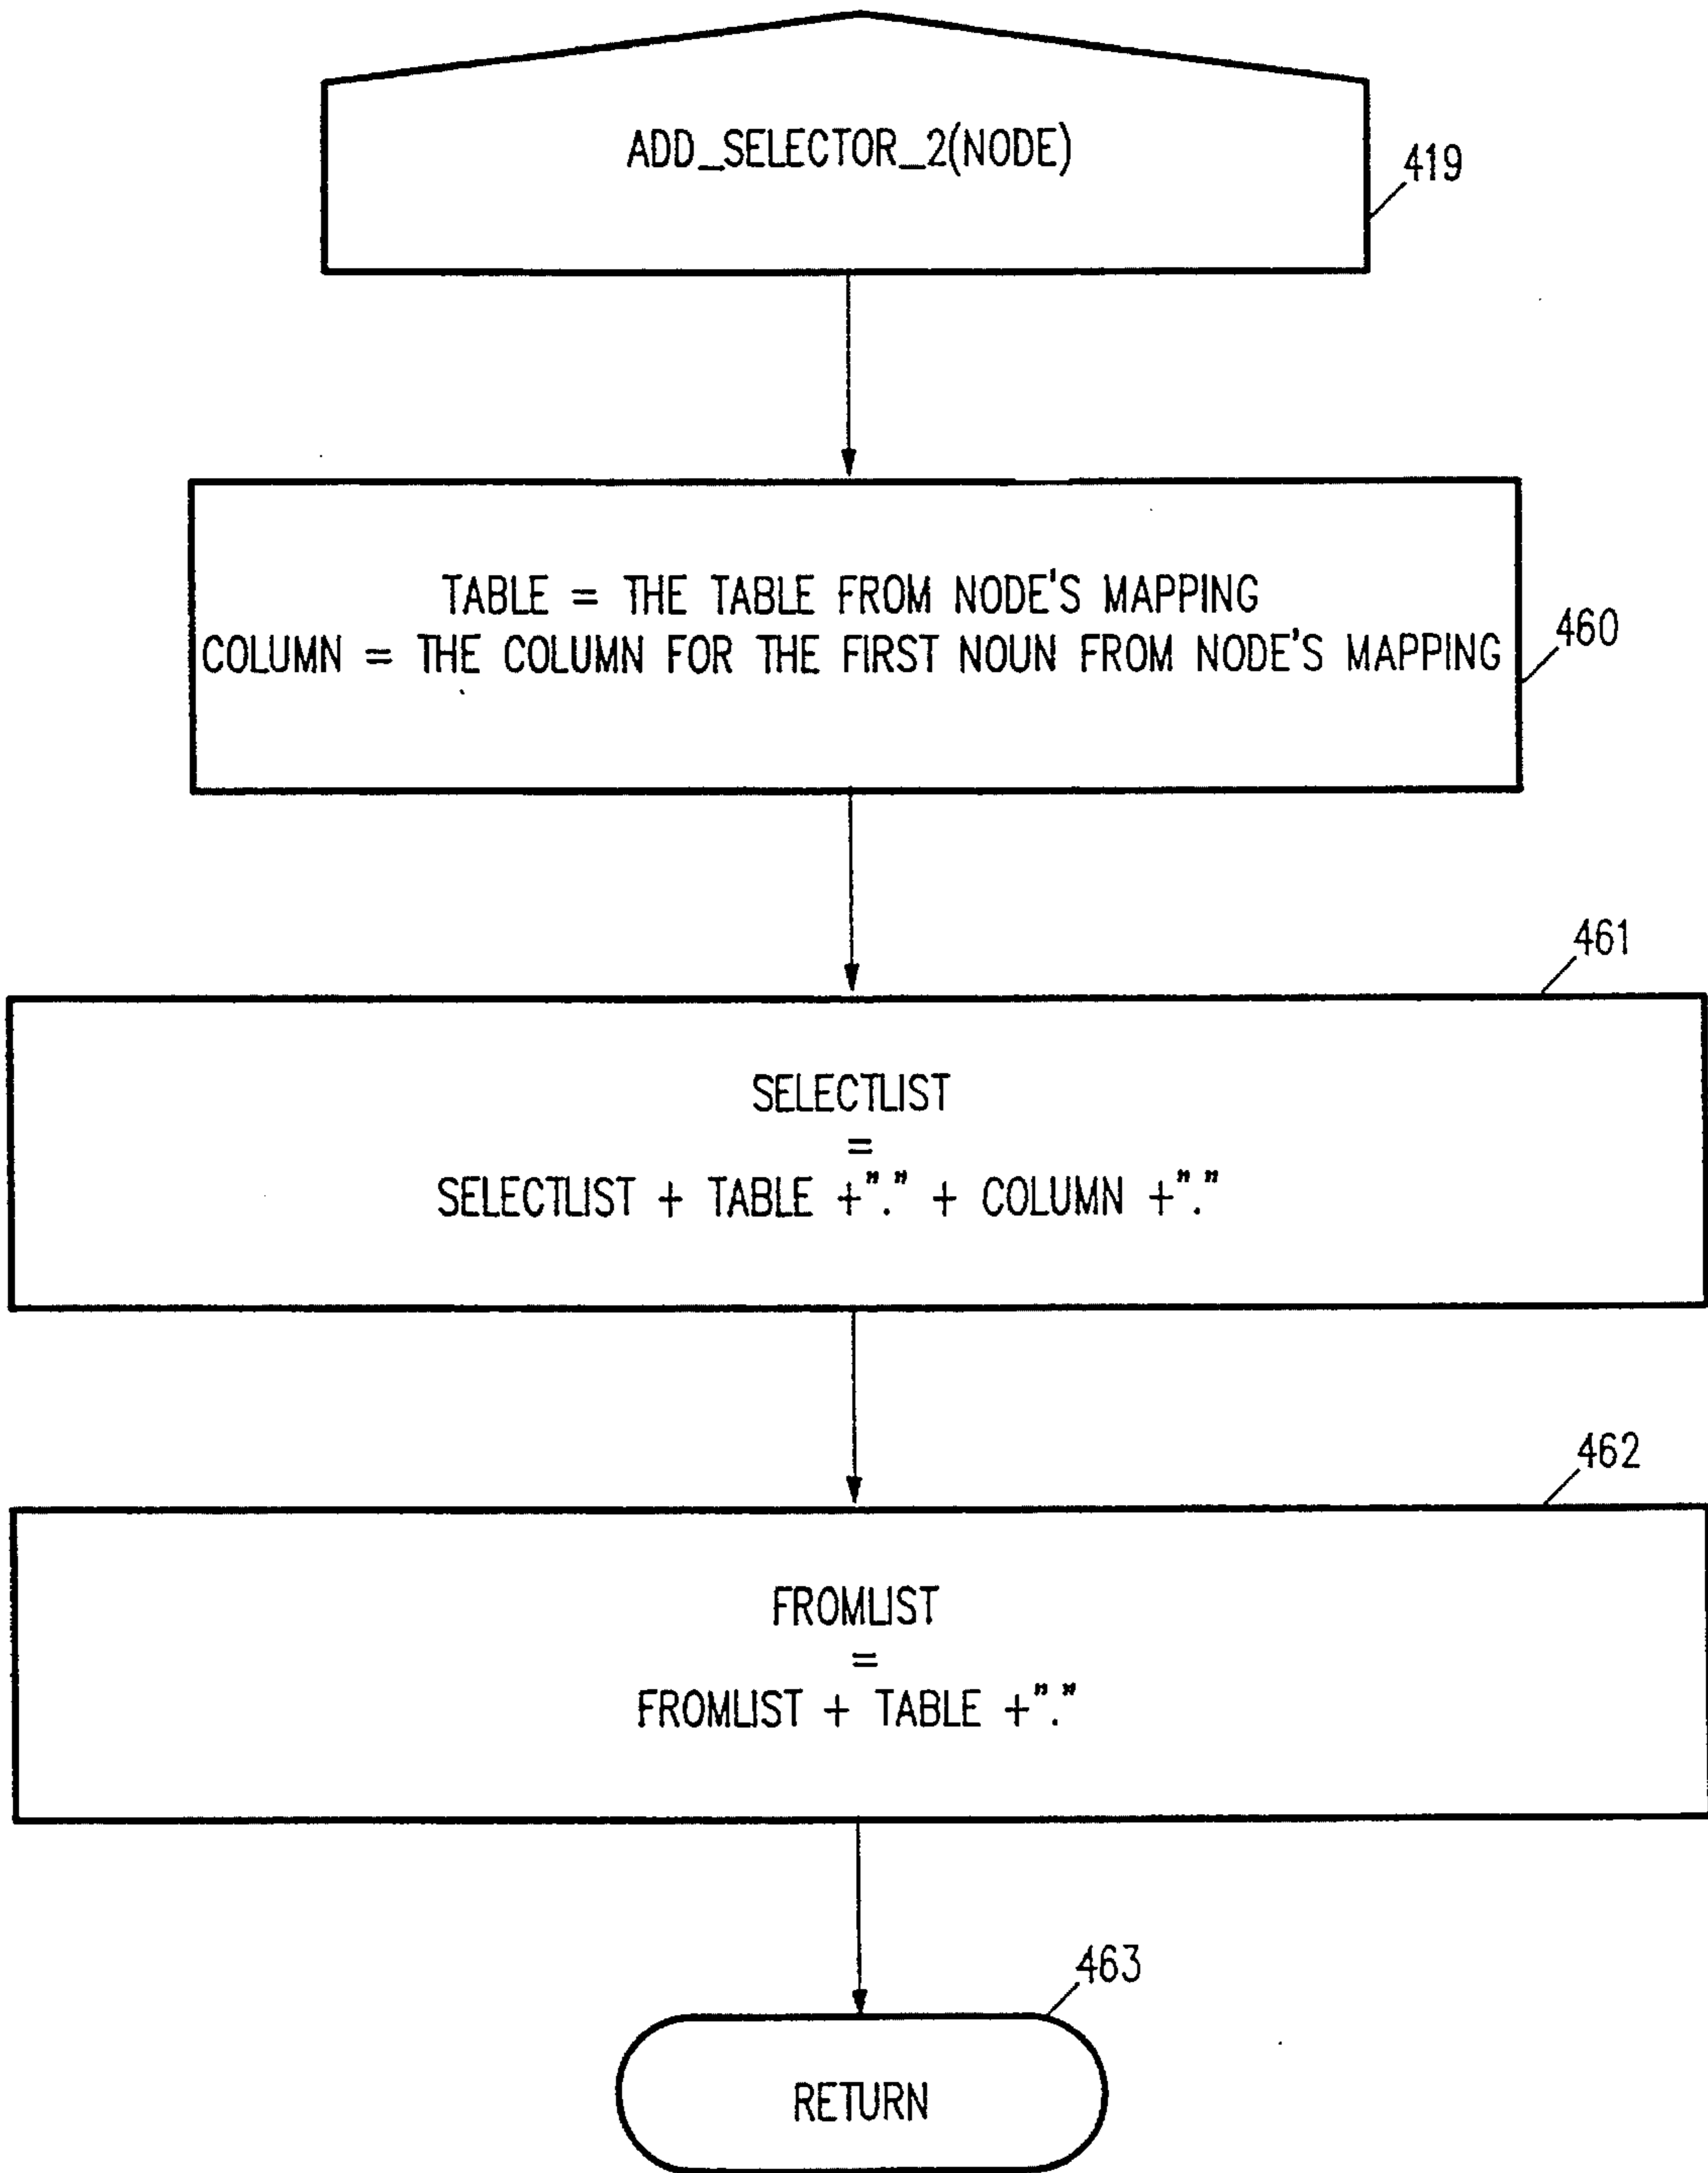 ADD_SELECTOR_2(NODE)
419
TABLE = THE TABLE FROM NODE'S MAPPING
COLUMN = THE COLUMN FOR THE FIRST NOUN FROM NODE'S MAPPING
460
461
SELECTLIST
=
SELECTLIST + TABLE +"." + COLUMN +"."
462
FROMLIST
=
FROMLIST + TABLE +"."
463
RETURN